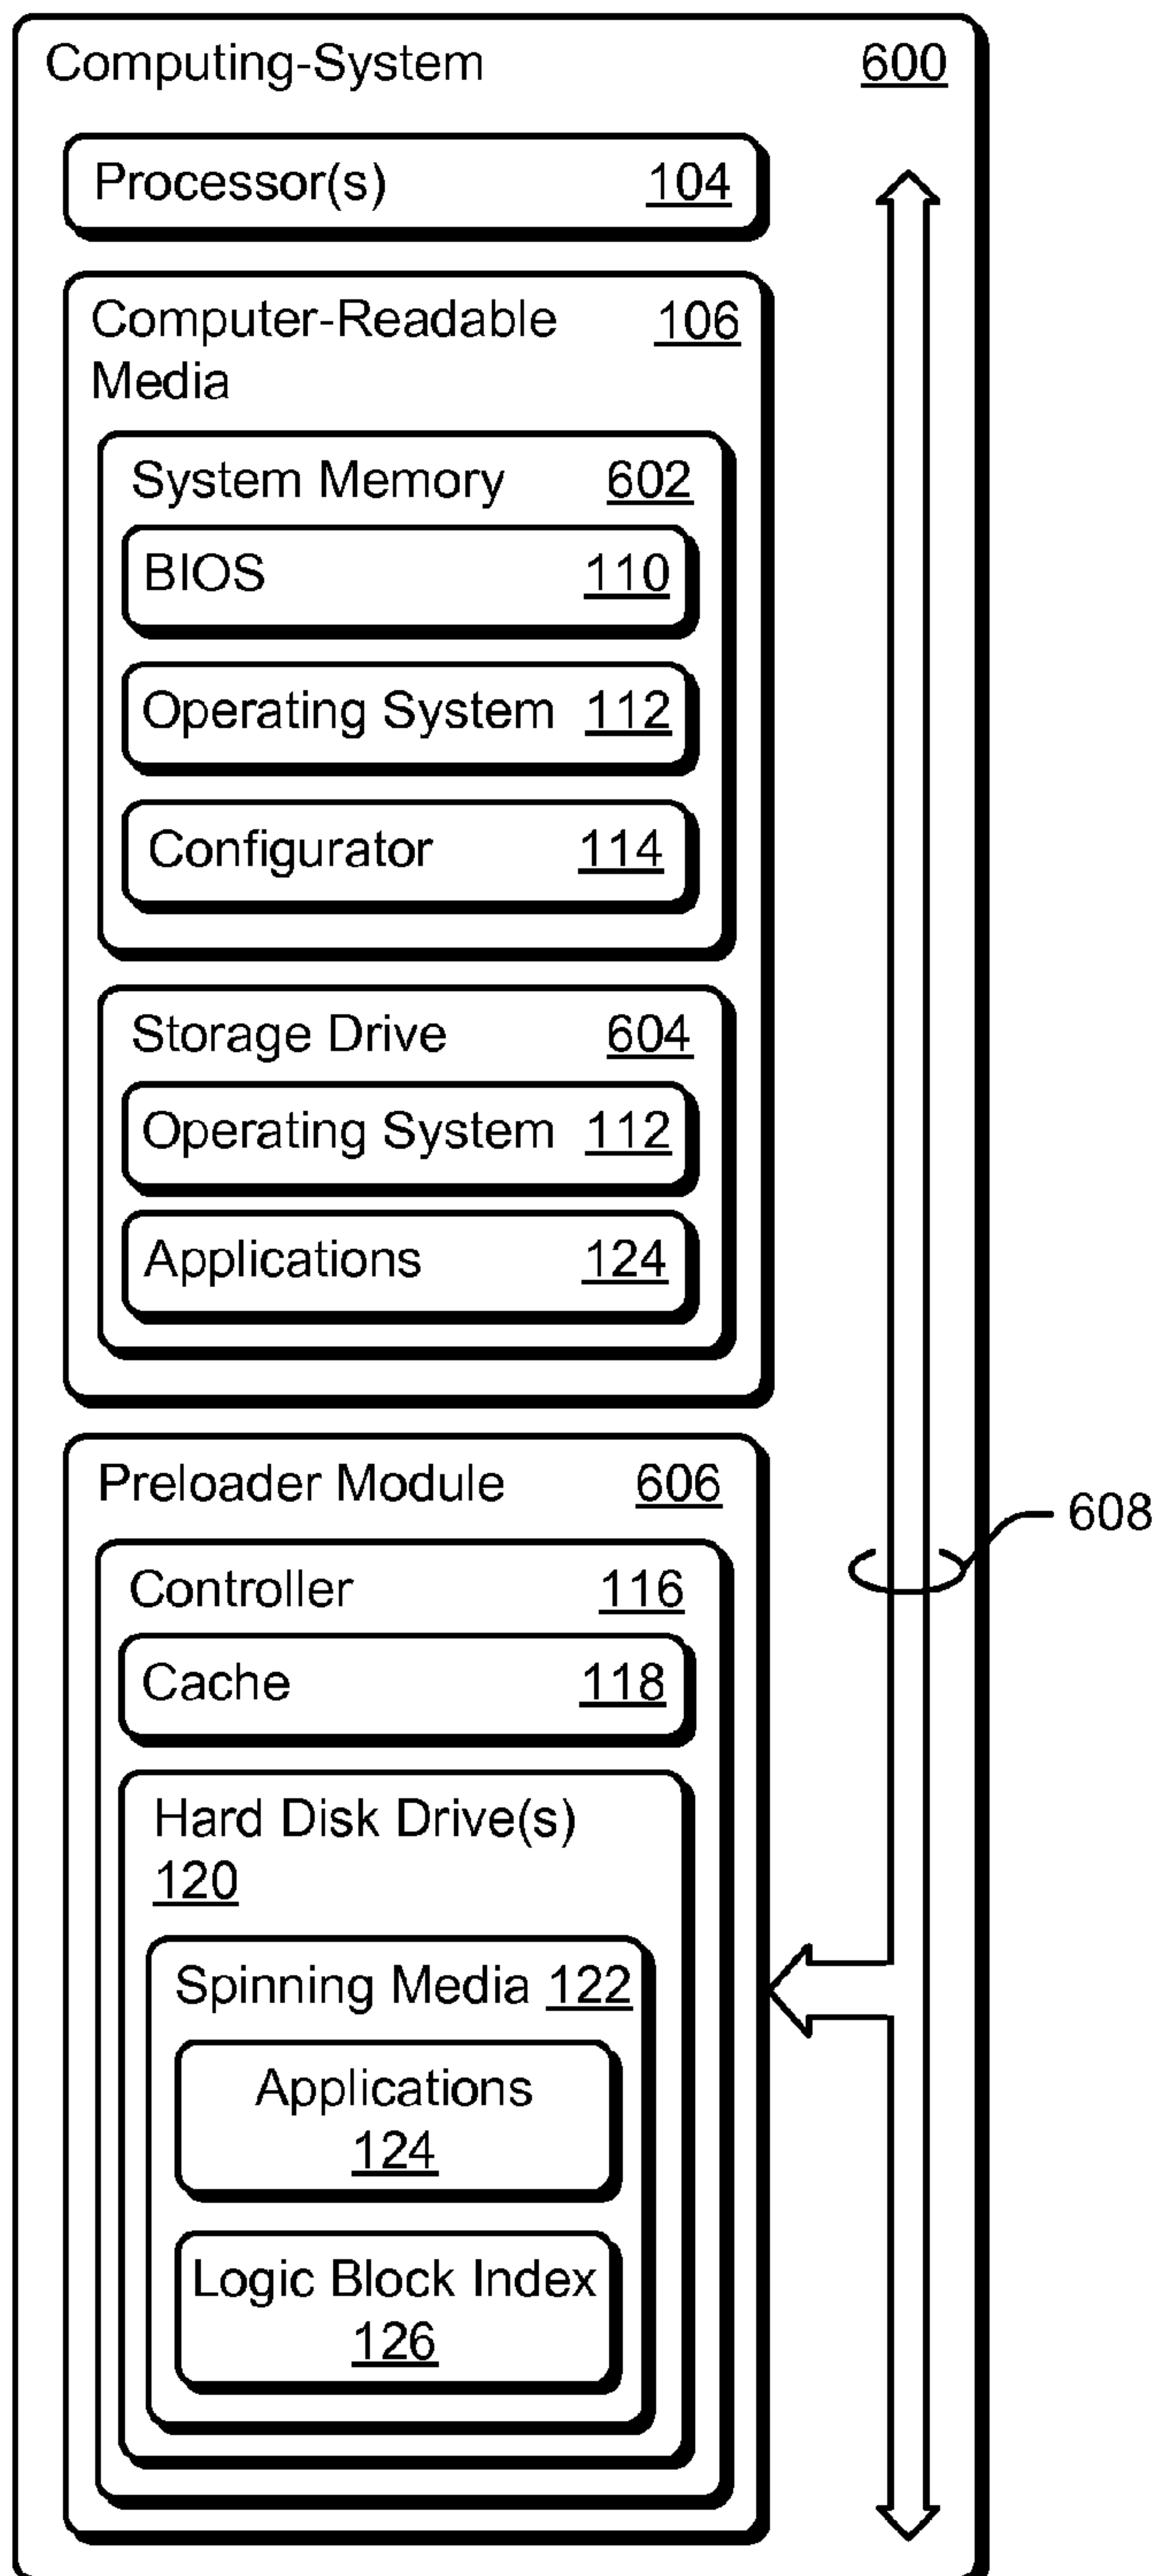 Computing-System 600
Processor(s) 104
Computer-Readable 106
Media
System Memory 602
BIOS 110
Operating System 112
Configurator 114
Storage Drive 604
Operating System 112
Applications 124
Preloader Module 606
608
Controller 116
Cache 118
Hard Disk Drive(s)
120
Spinning Media 122
Applications
124
Logic Block Index
126